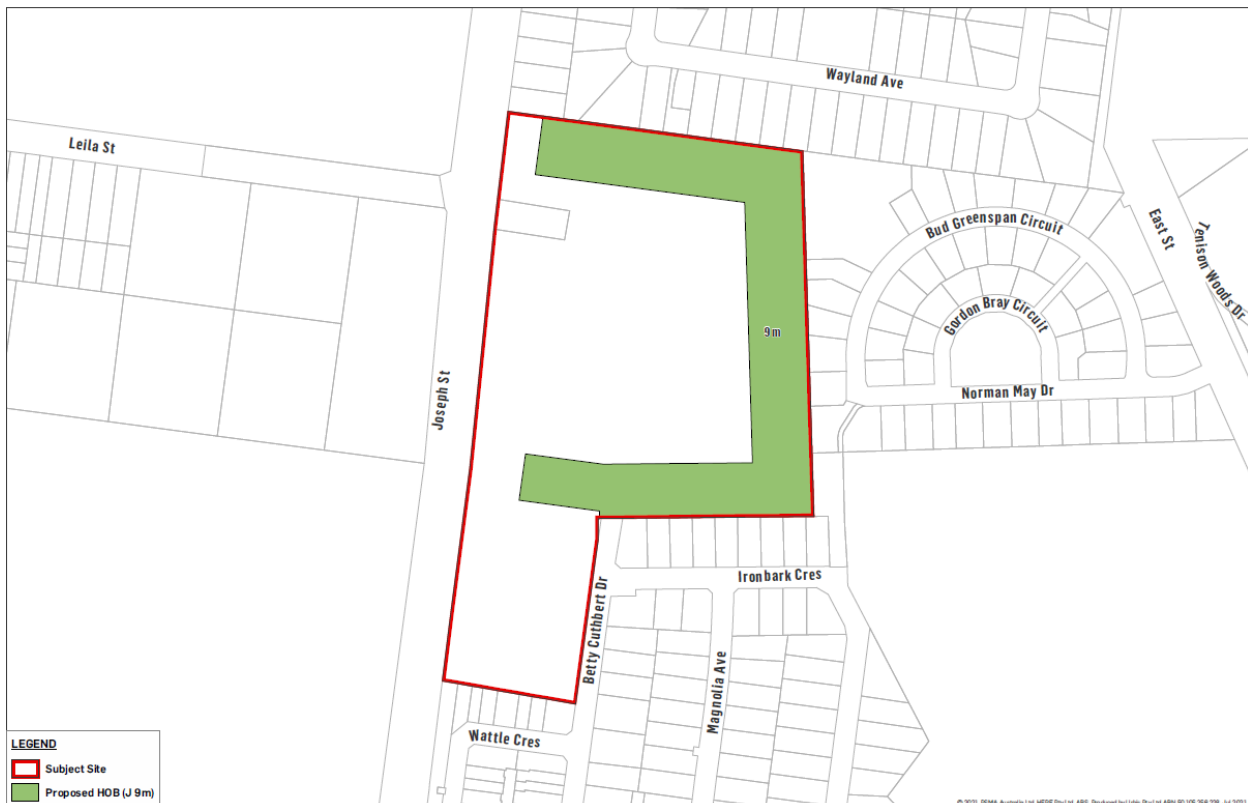 Wayland Ave
Leila St
East St
Tenison Woods Dr
Bud Greenspan Circuit
Gordon Bray Circuit
9m
Joseph St
Norman May Dr
Ironbark Cres
Betty Cuthbert Dr
Magnolia Ave
Wattle Cres
LEGEND
Subject Site
Proposed HOB (J 9m)